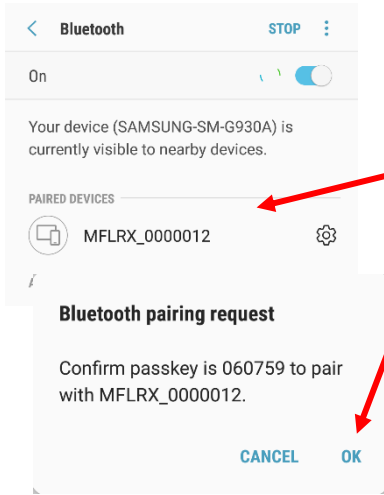 Bluetooth STOP
On
Your device (SAMSUNG-SM-G930A) is
currently visible to nearby devices.
PAIRED DEVICES
MFLRX_0000012
Bluetooth pairing request
Confirm passkey is 060759 to pair
with MFLRX_0000012.
CANCEL OK